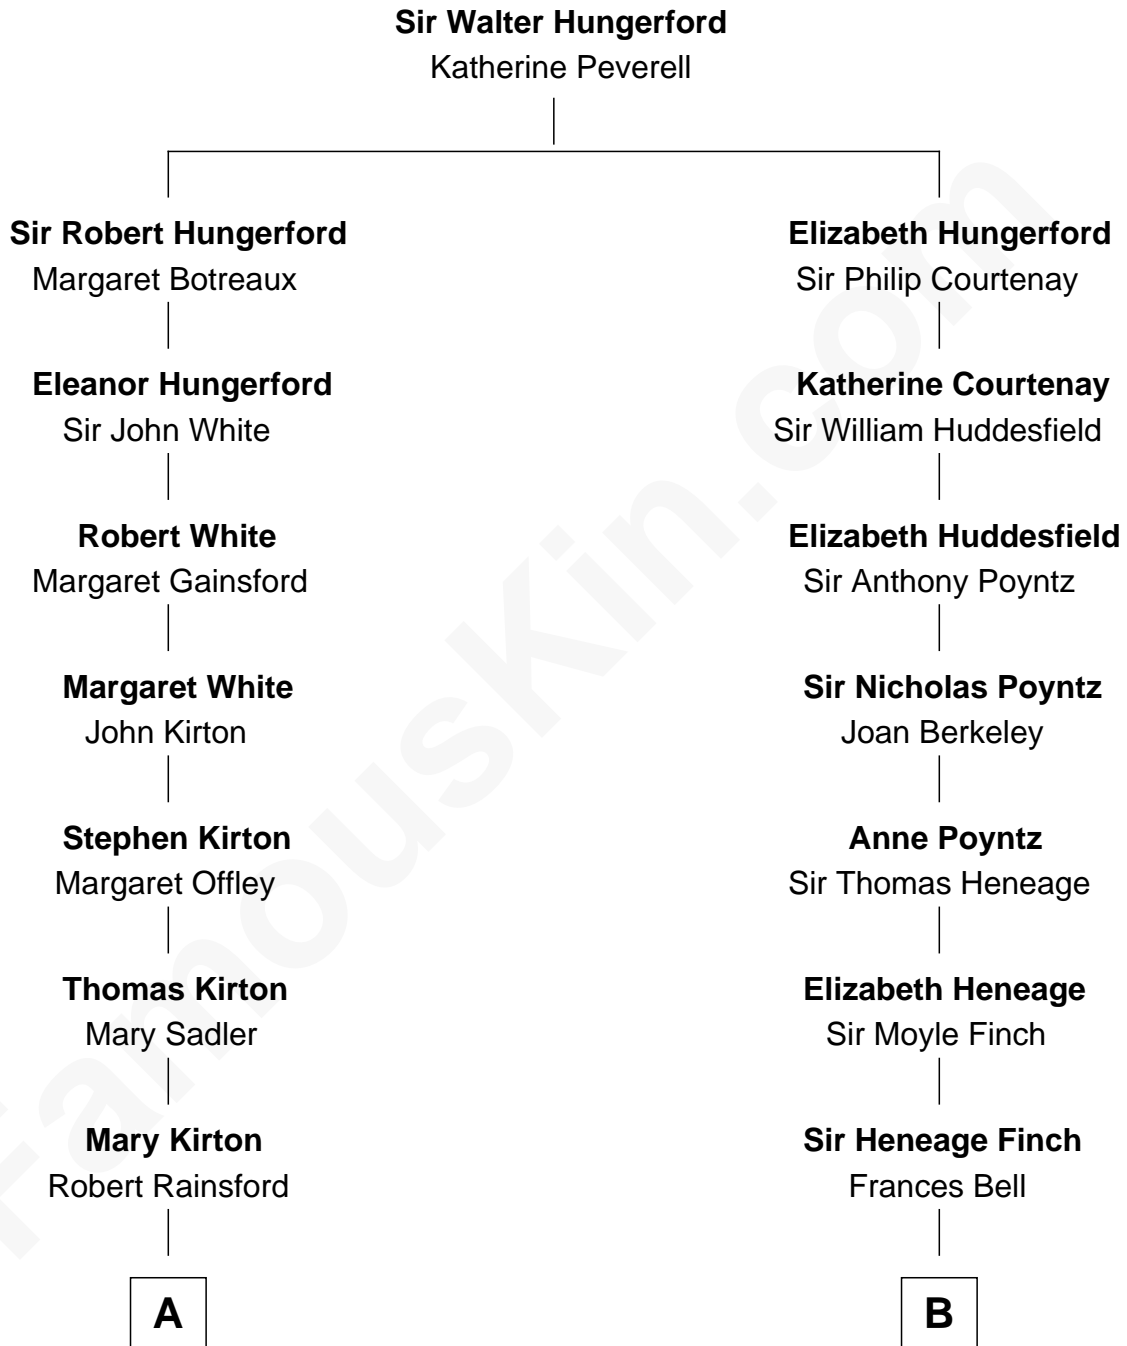 Sir Walter Hungerford
Katherine Peverell
Sir Robert Hungerford
Margaret Botreaux
Elizabeth Hungerford
Sir Philip Courtenay
Eleanor Hungerford
Sir John White
Katherine Courtenay
Sir William Huddesfield
Robert White
Margaret Gainsford
Elizabeth Huddesfield
Sir Anthony Poyntz
Margaret White
John Kirton
Sir Nicholas Poyntz
Joan Berkeley
Stephen Kirton
Margaret Offley
Anne Poyntz
Sir Thomas Heneage
Thomas Kirton
Mary Sadler
Elizabeth Heneage
Sir Moyle Finch
Mary Kirton
Robert Rainsford
Sir Heneage Finch
Frances Bell
A
B
FamousKin.com